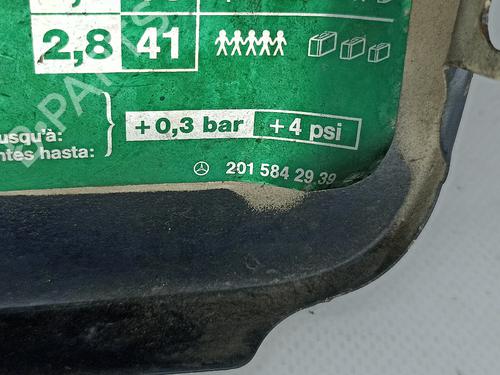 2,8 41
usqu'à:
ntes hasta:
+ 0,3 bar + 4 psi
201 584 29 39